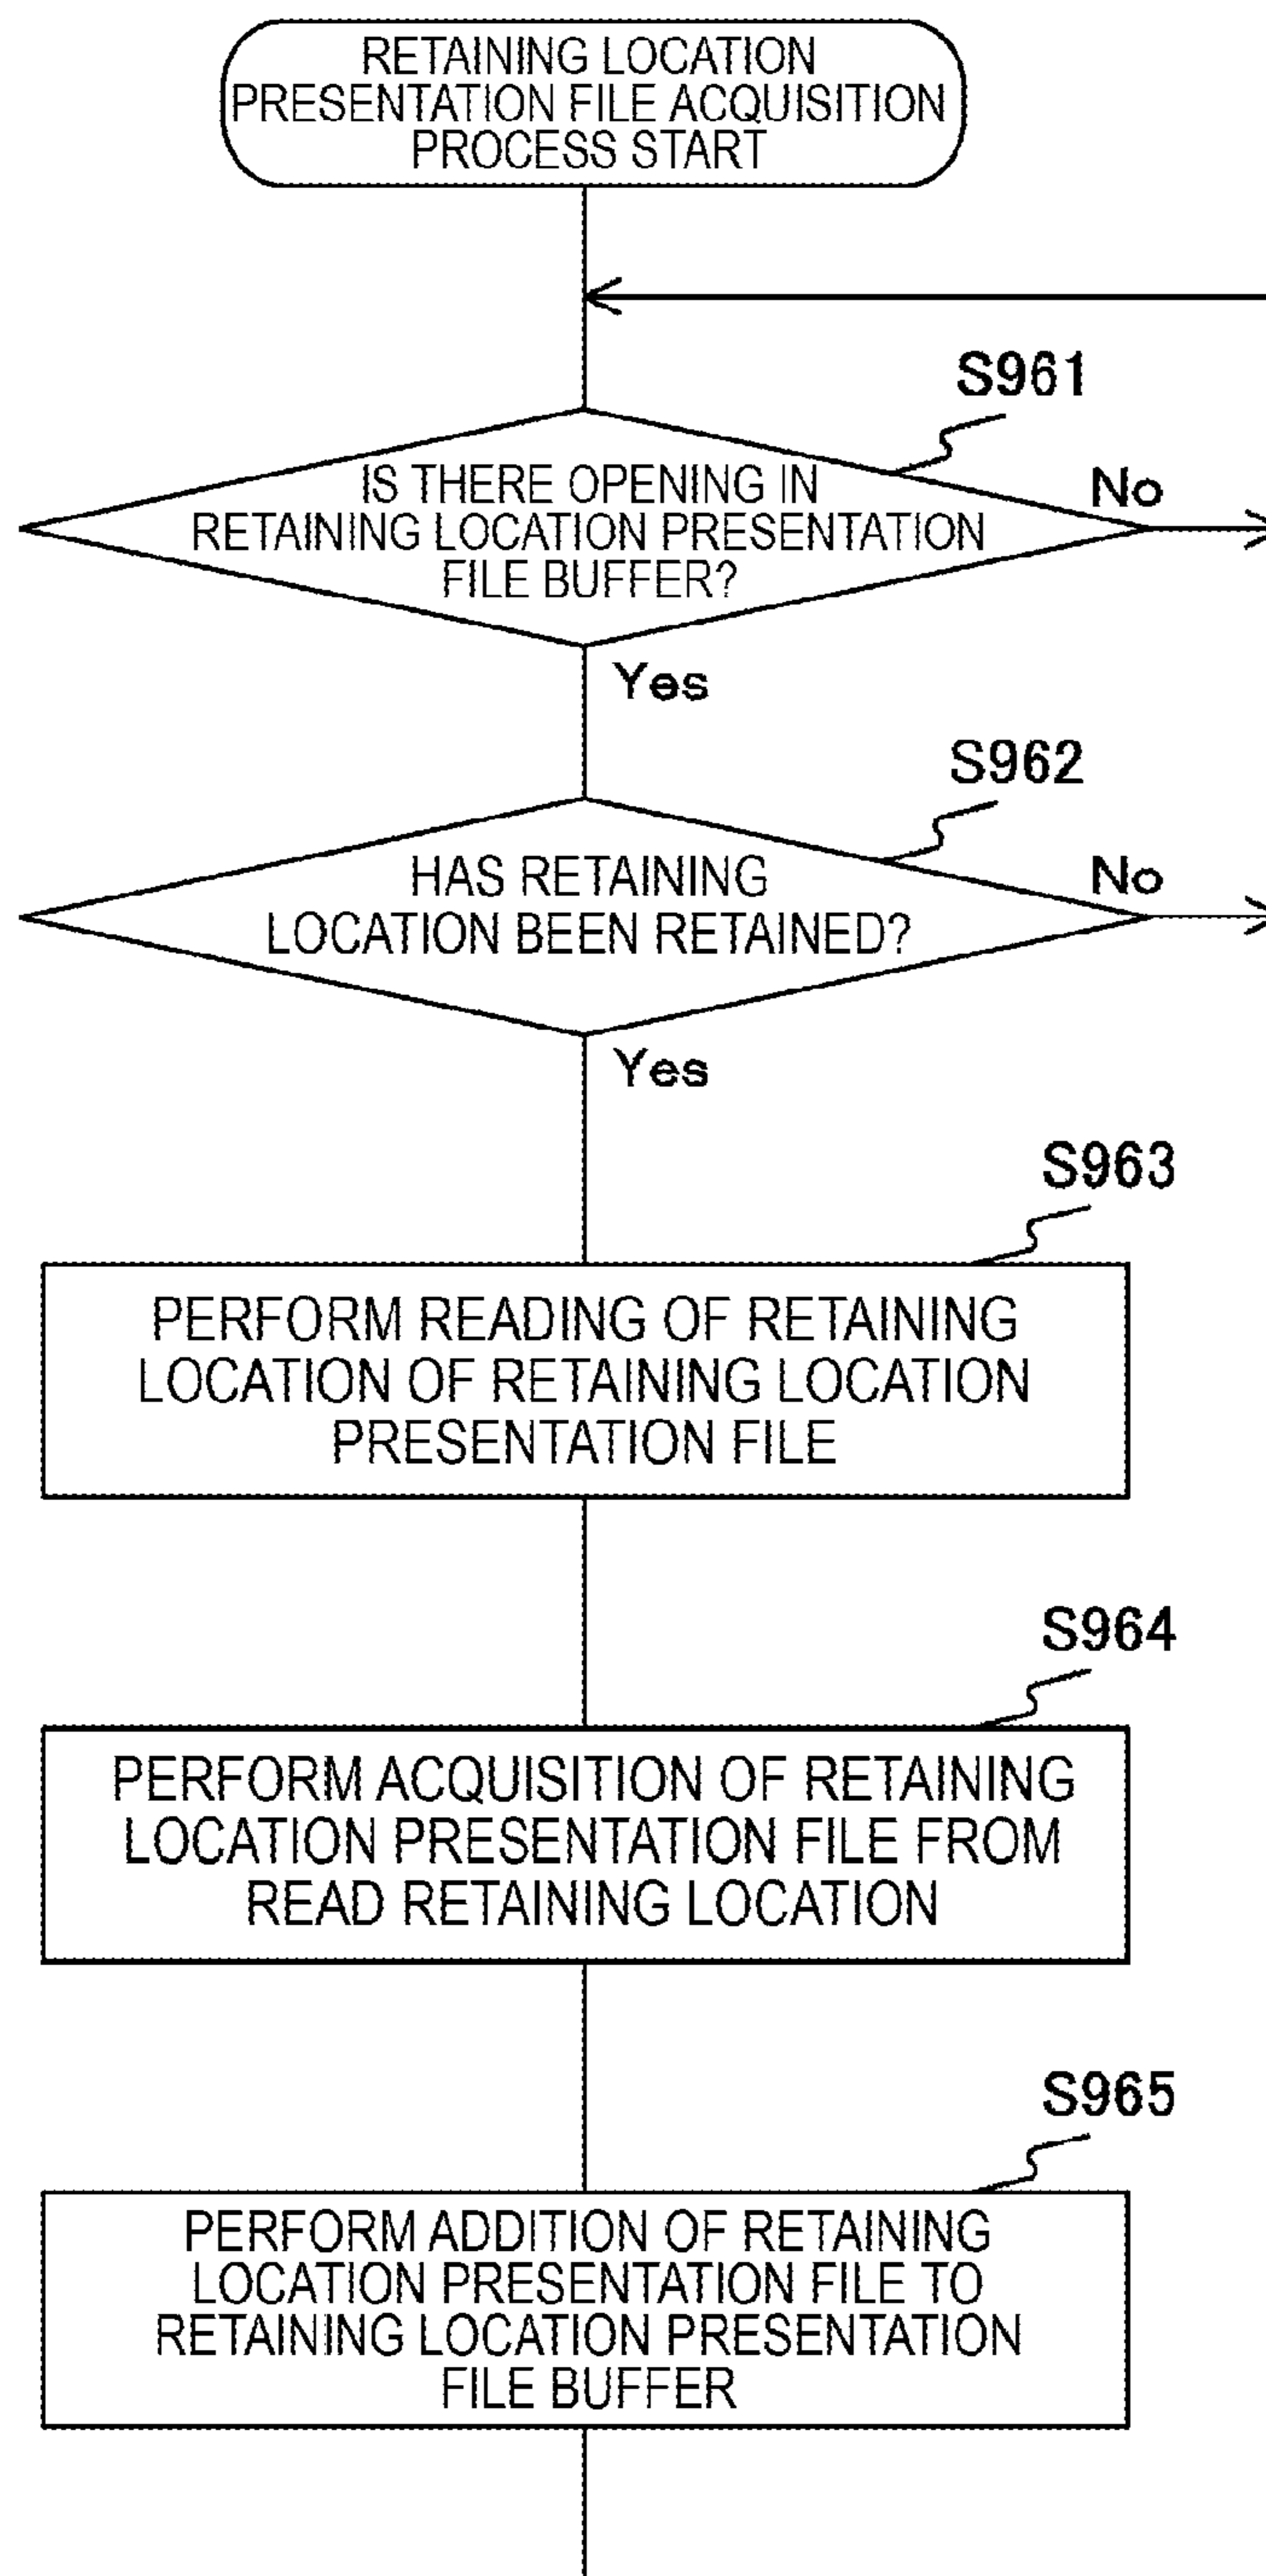 RETAINING LOCATION
PRESENTATION FILE ACQUISITION
PROCESS START
S961
IS THERE OPENING IN
RETAINING LOCATION PRESENTATION
FILE BUFFER?
No
Yes
S962
HAS RETAINING
LOCATION BEEN RETAINED?
No
Yes
S963
PERFORM READING OF RETAINING
LOCATION OF RETAINING LOCATION
PRESENTATION FILE
S964
PERFORM ACQUISITION OF RETAINING
LOCATION PRESENTATION FILE FROM
READ RETAINING LOCATION
S965
PERFORM ADDITION OF RETAINING
LOCATION PRESENTATION FILE TO
RETAINING LOCATION PRESENTATION
FILE BUFFER